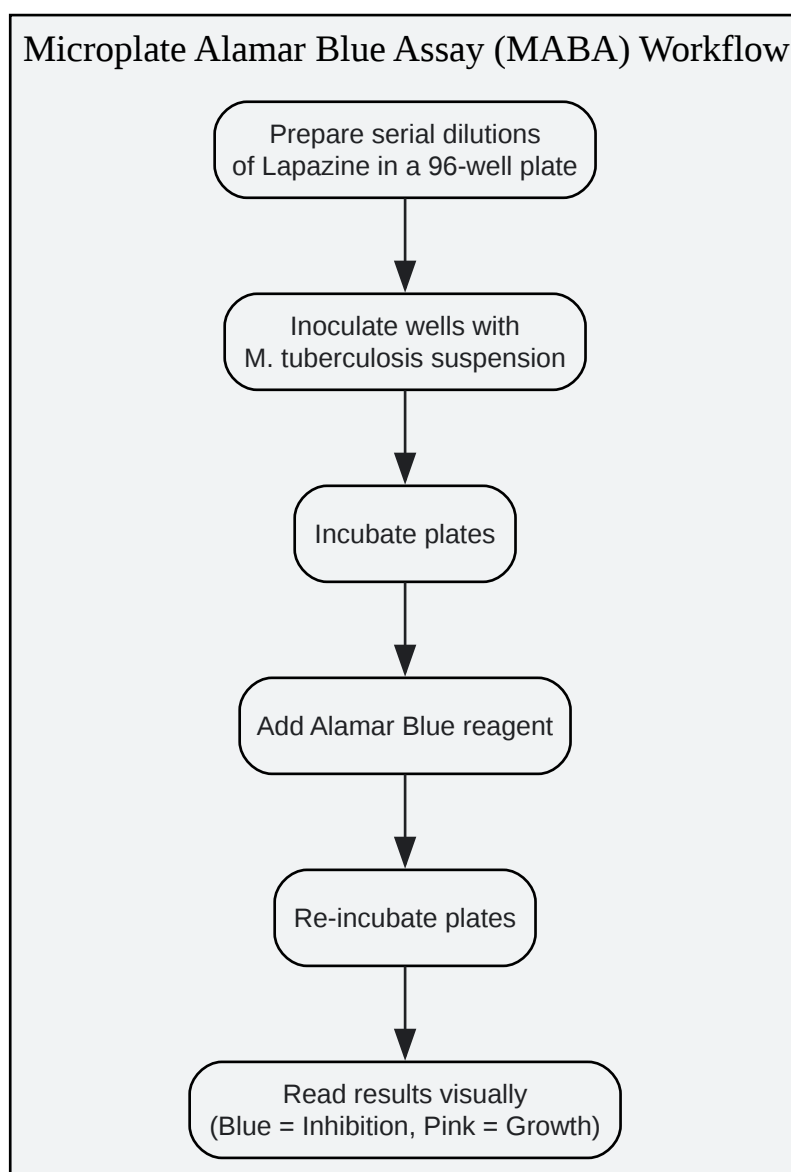 Microplate Alamar Blue Assay (MABA) Workflow
Prepare serial dilutions
of Lapazine in a 96-well plate
Inoculate wells with
M. tuberculosis suspension
Incubate plates
Add Alamar Blue reagent
Re-incubate plates
Read results visually
(Blue = Inhibition, Pink = Growth)